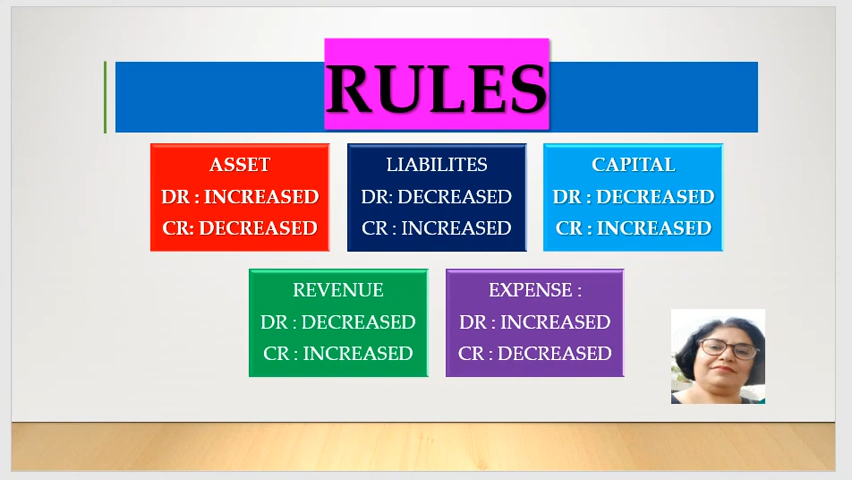 RULES
ASSET
DR : INCREASED
CR: DECREASED
LIABILITES
DR: DECREASED
CR : INCREASED
CAPITAL
DR : DECREASED
CR : INCREASED
REVENUE
DR : DECREASED
CR : INCREASED
EXPENSE :
DR : INCREASED
CR : DECREASED